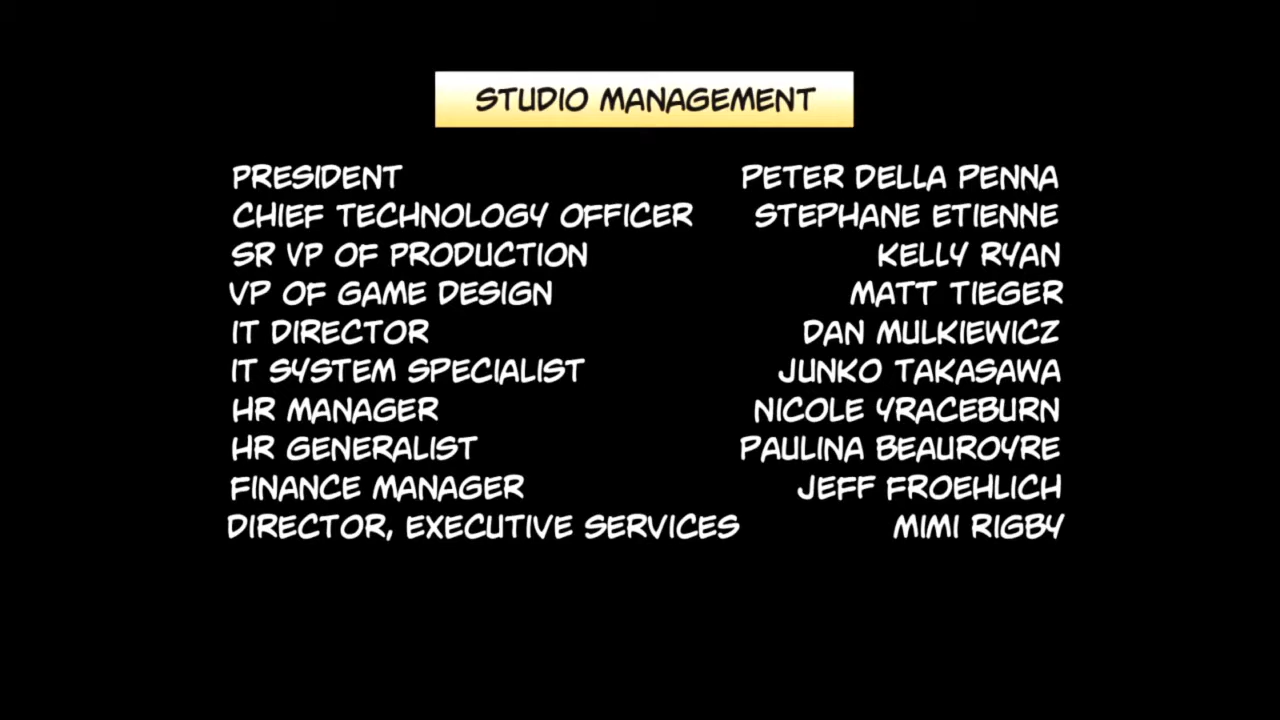 STUDIO MANAGEMENT
PRESIDENT PETER DELLA PENNA
CHIEF TECHNOLOGY OFFICER STEPHANE ETIENNE
SR VP OF PRODUCTION KELLY RYAN
VP OF GAME DESIGN MATT TIEGER
IT DIRECTOR DAN MULKIEWICZ
IT SYSTEM SPECIALIST JUNKO TAKASAWA
HR MANAGER NICOLE YRACEBURN
HR GENERALIST PAULINA BEAUROYRE
FINANCE MANAGER JEFF FROEHLICH
DIRECTOR, EXECUTIVE SERVICES MIMI RIGBY